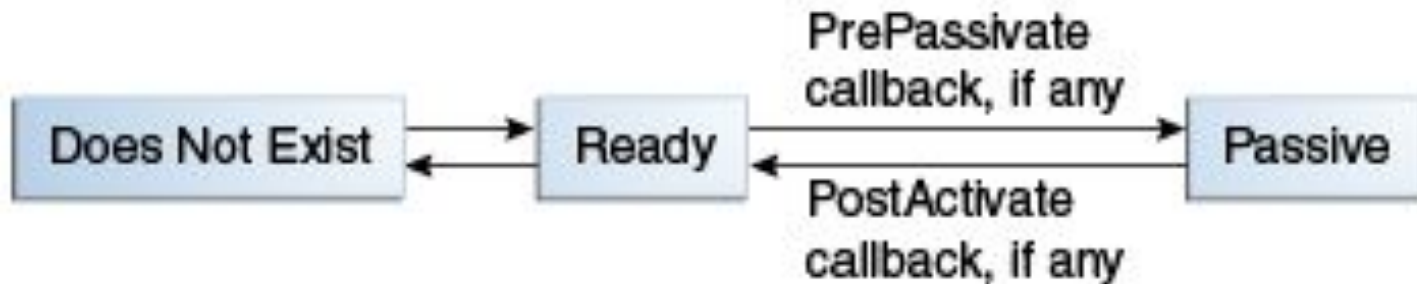 PrePassivate
callback, if any
Does Not Exist
Ready
Passive
PostActivate
callback, if any